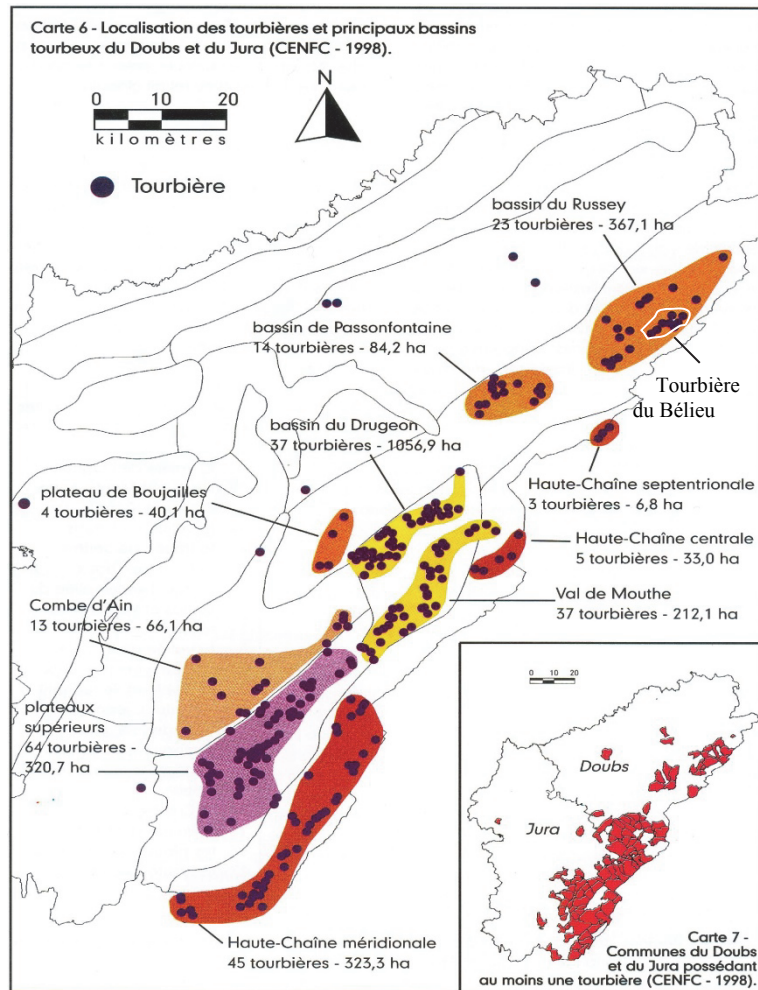 Carte 6 - Localisation des tourbières et principaux bassins
tourbeux du Doubs et du Jura (CENFC - 1998).
N
0 10 20
kilomètres
Tourbière
bassin du Russey
23 tourbières - 367,1 ha
bassin de Passonfontaine
14 tourbières - 84,2 ha
Tourbière
du Bélieu
bassin du Drugeon
37 tourbières - 1056,9 ha
Haute-Chaîne septentrionale
3 tourbières - 6,8 ha
plateau de Boujailles
4 tourbières - 40,1 ha
Haute-Chaîne centrale
5 tourbières - 33,0 ha
Combe d'Ain
13 tourbières - 66,1 ha
Val de Mouthe
37 tourbières - 212,1 ha
plateaux
supérieurs
64 tourbières -
320,7 ha
Haute-Chaîne méridionale
45 tourbières - 323,3 ha
0 10 20
Doubs
Jura
Carte 7 -
Communes du Doubs
et du Jura possédant
au moins une tourbière (CENFC - 1998).